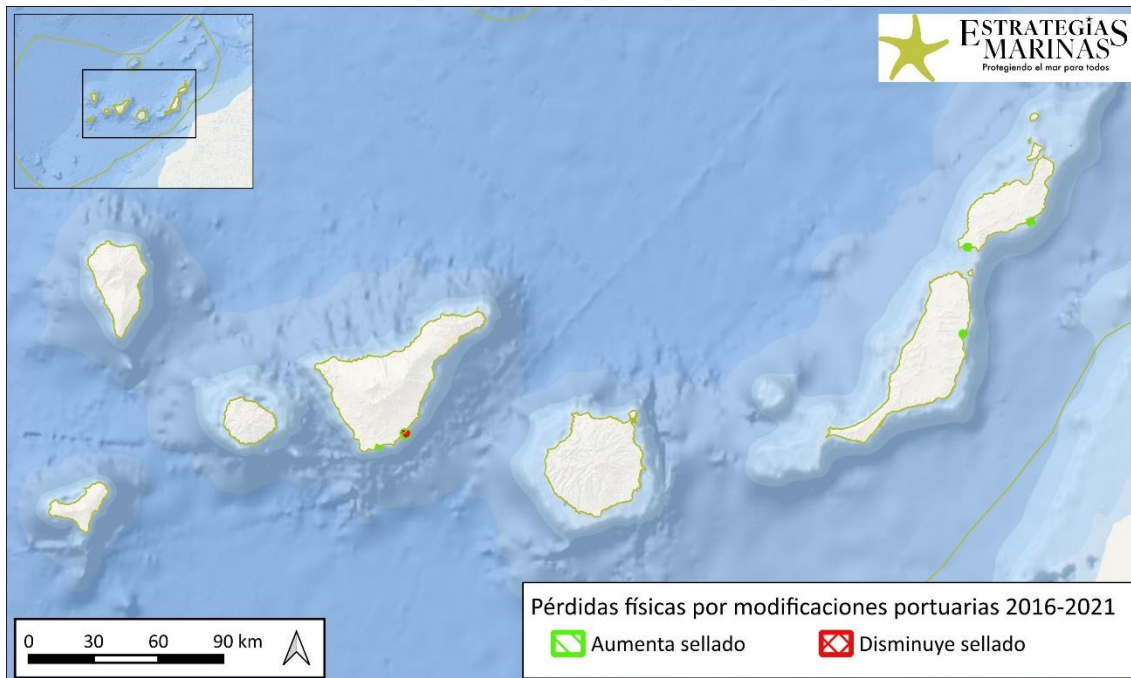 ESTRATEGIAS
MARINAS
Protegiendo el mar para todos
0 30 60 90 km
Pérdidas físicas por modificaciones portuarias 2016-2021
Aumenta sellado
Disminuye sellado